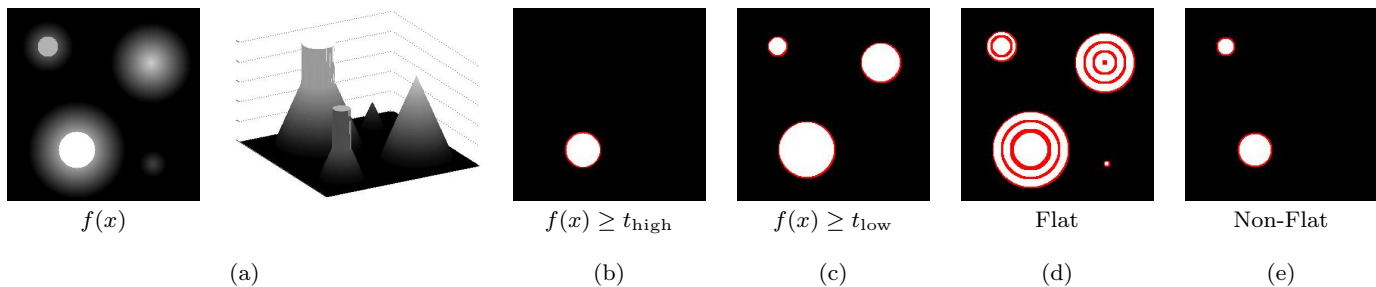 f(x)
f(x) ≥ t_high
f(x) ≥ t_low
Flat
Non-Flat
(a)
(b)
(c)
(d)
(e)